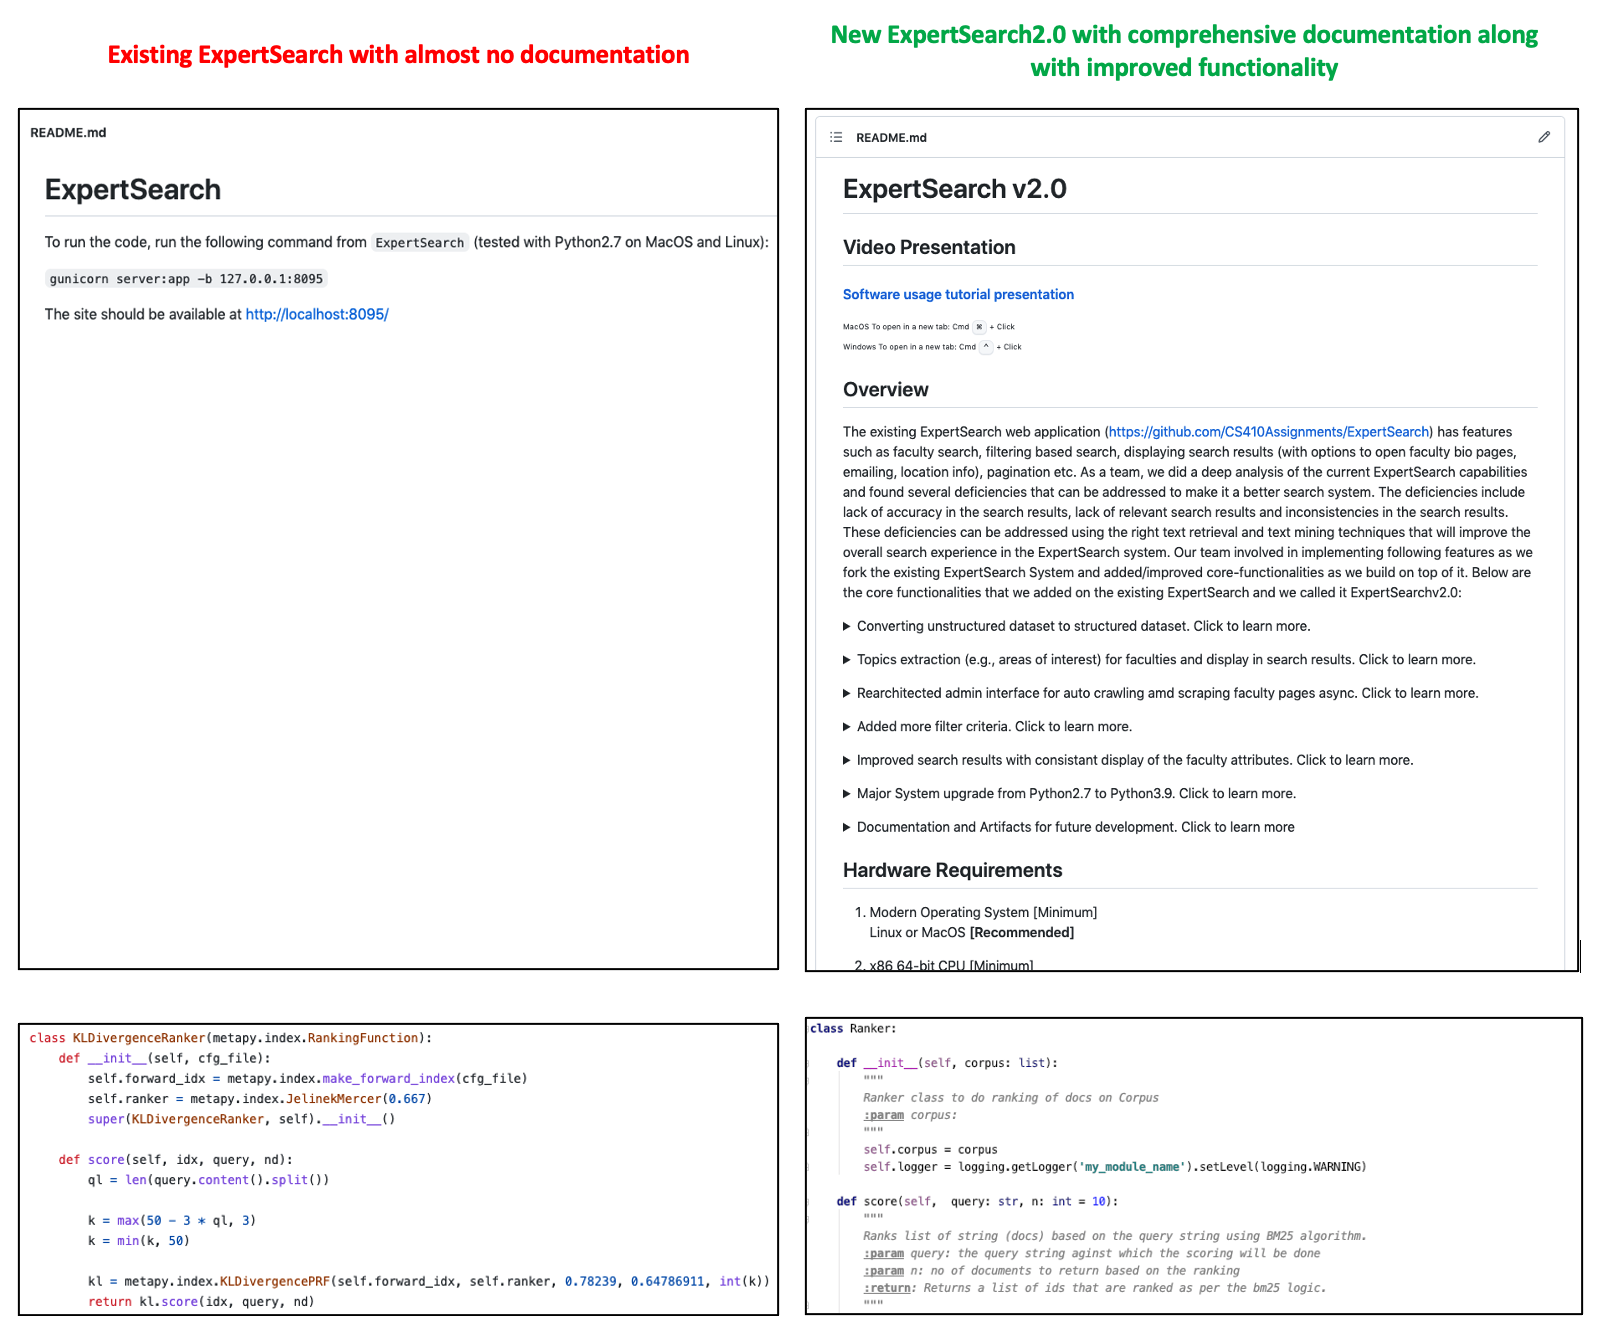 Existing ExpertSearch with almost no documentation
README.md
ExpertSearch
To run the code, run the following command from ExpertSearch (tested with Python2.7 on MacOS and Linux):
gunicorn server:app -b 127.0.0.1:8095
The site should be available at http://localhost:8095/
class KLDivergenceRanker(metapy.index.RankingFunction):
    def __init__(self, cfg_file):
        self.forward_idx = metapy.index.make_forward_index(cfg_file)
        self.ranker = metapy.index.JelinekMercer(0.667)
        super(KLDivergenceRanker, self).__init__()
    def score(self, idx, query, nd):
        ql = len(query.content().split())
        k = max(50 - 3 * ql, 3)
        k = min(k, 50)
        kl = metapy.index.KLDivergencePRF(self.forward_idx, self.ranker, 0.78239, 0.64786911, int(k))
        return kl.score(idx, query, nd)
New ExpertSearch2.0 with comprehensive documentation along
with improved functionality
README.md
ExpertSearch v2.0
Video Presentation
Software usage tutorial presentation
MacOS To open in a new tab: Cmd ⌘ + Click
Windows To open in a new tab: Cmd ^ + Click
Overview
The existing ExpertSearch web application (https://github.com/CS410Assignments/ExpertSearch) has features
such as faculty search, filtering based search, displaying search results (with options to open faculty bio pages,
emailing, location info), pagination etc. As a team, we did a deep analysis of the current ExpertSearch capabilities
and found several deficiencies that can be addressed to make it a better search system. The deficiencies include
lack of accuracy in the search results, lack of relevant search results and inconsistencies in the search results.
These deficiencies can be addressed using the right text retrieval and text mining techniques that will improve the
overall search experience in the ExpertSearch system. Our team involved in implementing following features as we
fork the existing ExpertSearch System and added/improved core-functionalities as we build on top of it. Below are
the core functionalities that we added on the existing ExpertSearch and we called it ExpertSearchv2.0:
▶ Converting unstructured dataset to structured dataset. Click to learn more.
▶ Topics extraction (e.g., areas of interest) for faculties and display in search results. Click to learn more.
▶ Rearchitected admin interface for auto crawling amd scraping faculty pages async. Click to learn more.
▶ Added more filter criteria. Click to learn more.
▶ Improved search results with consistant display of the faculty attributes. Click to learn more.
▶ Major System upgrade from Python2.7 to Python3.9. Click to learn more.
▶ Documentation and Artifacts for future development. Click to learn more
Hardware Requirements
1. Modern Operating System [Minimum]
Linux or MacOS [Recommended]
2. x86 64-bit CPU [Minimum]
class Ranker:
    def __init__(self, corpus: list):
        """
        Ranker class to do ranking of docs on Corpus
        :param corpus:
        """
        self.corpus = corpus
        self.logger = logging.getLogger('my_module_name').setLevel(logging.WARNING)
    def score(self,  query: str, n: int = 10):
        """
        Ranks list of string (docs) based on the query string using BM25 algorithm.
        :param query: the query string aginst which the scoring will be done
        :param n: no of documents to return based on the ranking
        :return: Returns a list of ids that are ranked as per the bm25 logic.
        """